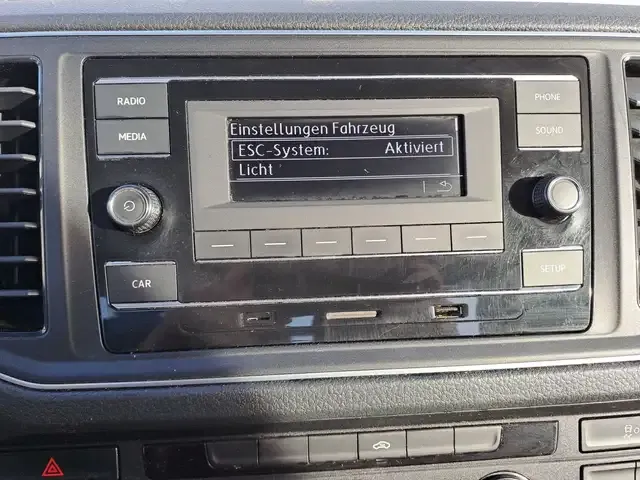 RADIO
PHONE
MEDIA
SOUND
Einstellungen Fahrzeug
ESC-System: Aktiviert
Licht
CAR
SETUP